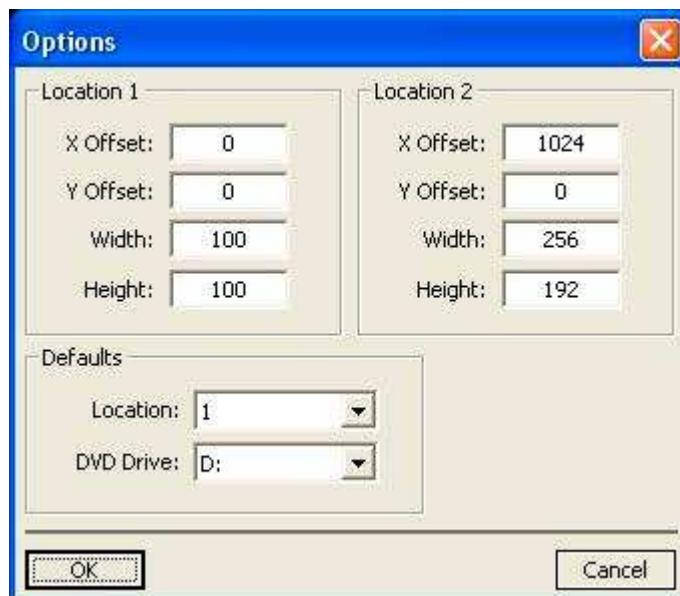 Options
Location 1
X Offset: 0
Y Offset: 0
Width: 100
Height: 100
Location 2
X Offset: 1024
Y Offset: 0
Width: 256
Height: 192
Defaults
Location: 1
DVD Drive: D:
OK
Cancel